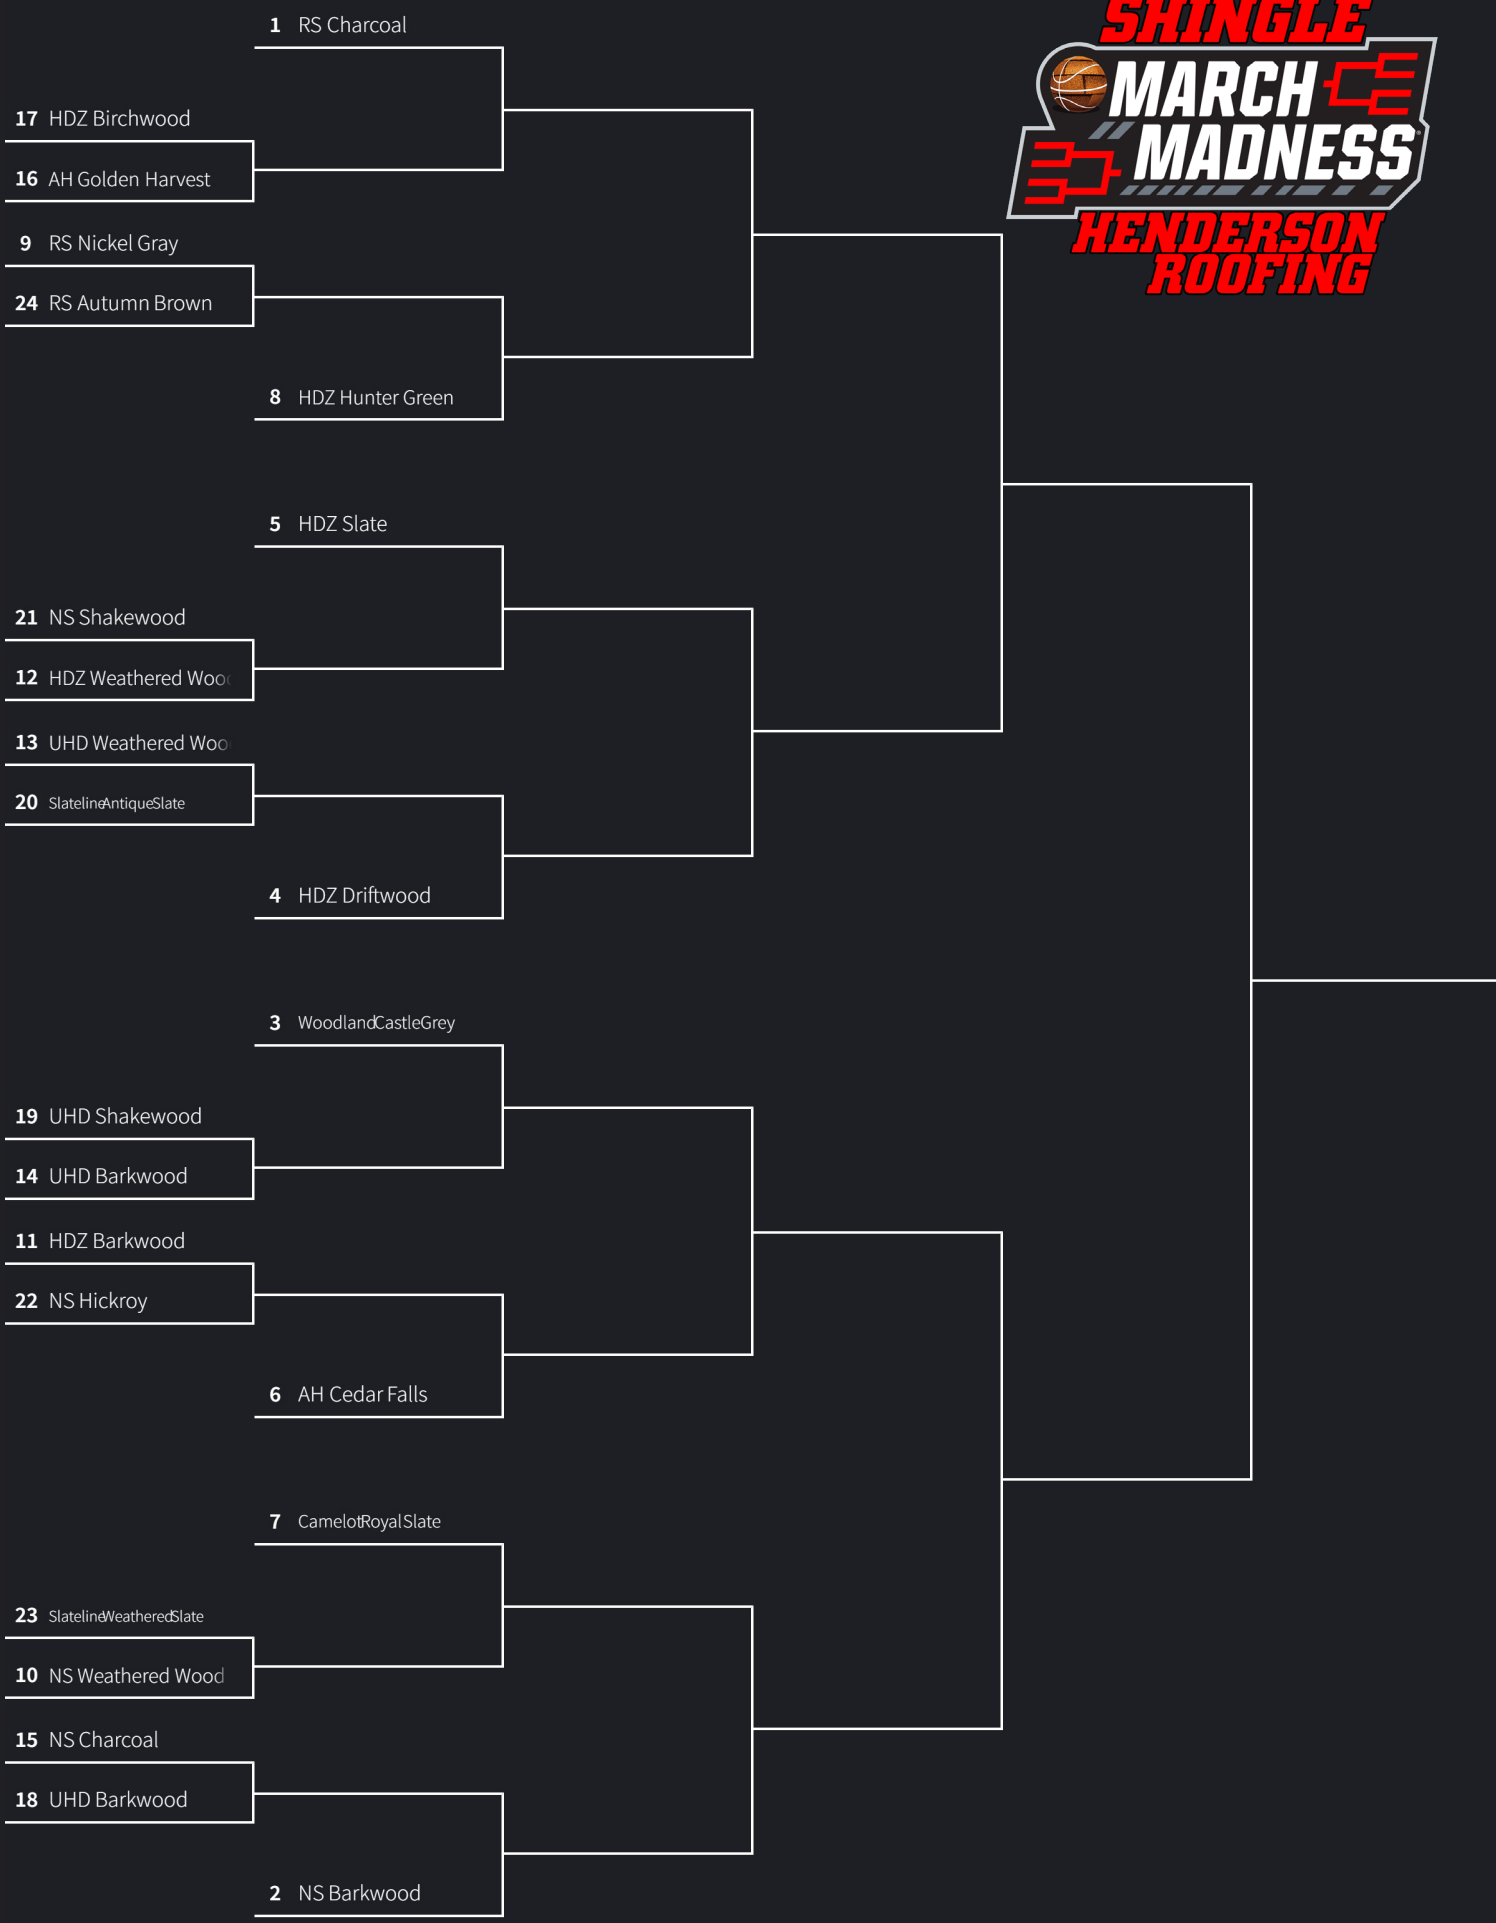 SHINGLE
MARCH
MADNESS
HENDERSON
ROOFING
1 RS Charcoal
17 HDZ Birchwood
16 AH Golden Harvest
9 RS Nickel Gray
24 RS Autumn Brown
8 HDZ Hunter Green
5 HDZ Slate
21 NS Shakewood
12 HDZ Weathered Woo
13 UHD Weathered Woo
20 SlatelineAntiqueSlate
4 HDZ Driftwood
3 WoodlandCastleGrey
19 UHD Shakewood
14 UHD Barkwood
11 HDZ Barkwood
22 NS Hickroy
6 AH Cedar Falls
7 CamelotRoyalSlate
23 SlatelineWeatheredSlate
10 NS Weathered Wood
15 NS Charcoal
18 UHD Barkwood
2 NS Barkwood